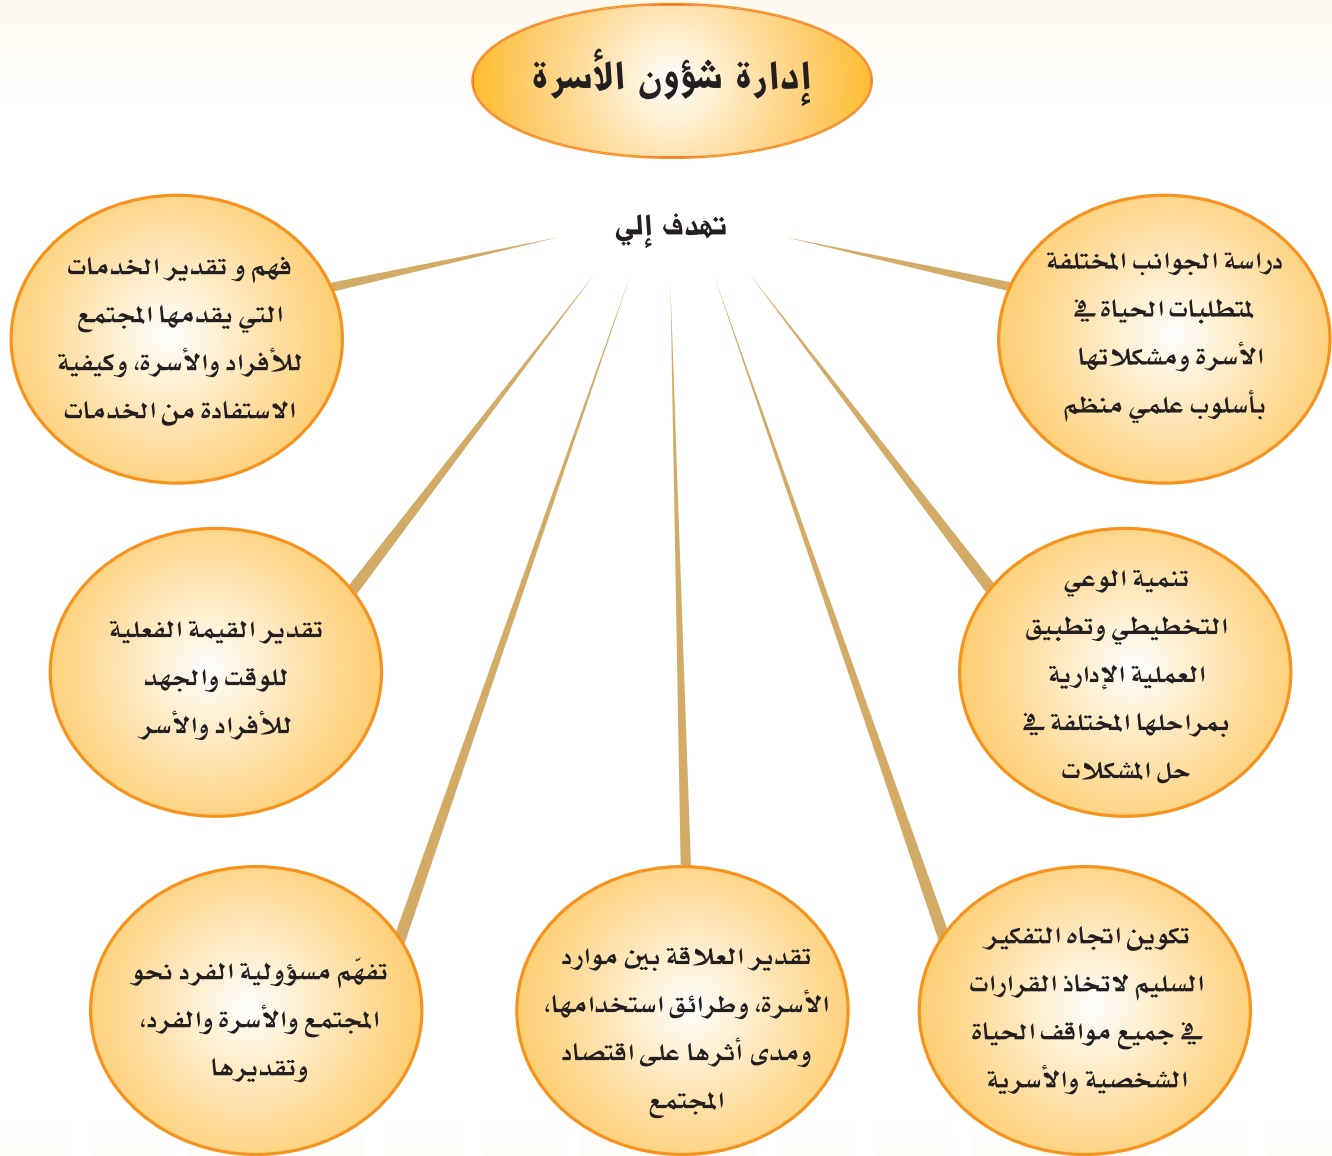 إدارة شؤون الأسرة
تهدف إلي
دراسة الجوانب المختلفة
لمتطلبات الحياة في
الأسرة ومشكلاتها
بأسلوب علمي منظم
تنمية الوعي
التخطيطي وتطبيق
العملية الإدارية
بمراحلها المختلفة في
حل المشكلات
تكوين اتجاه التفكير
السليم لاتخاذ القرارات
في جميع مواقف الحياة
الشخصية والأسرية
تقدير العلاقة بين موارد
الأسرة، وطرائق استخدامها،
ومدى أثرها على اقتصاد
المجتمع
تفهّم مسؤولية الفرد نحو
المجتمع والأسرة والفرد،
وتقديرها
تقدير القيمة الفعلية
للوقت والجهد
للأفراد والأسر
فهم و تقدير الخدمات
التي يقدمها المجتمع
للأفراد والأسرة، وكيفية
الاستفادة من الخدمات